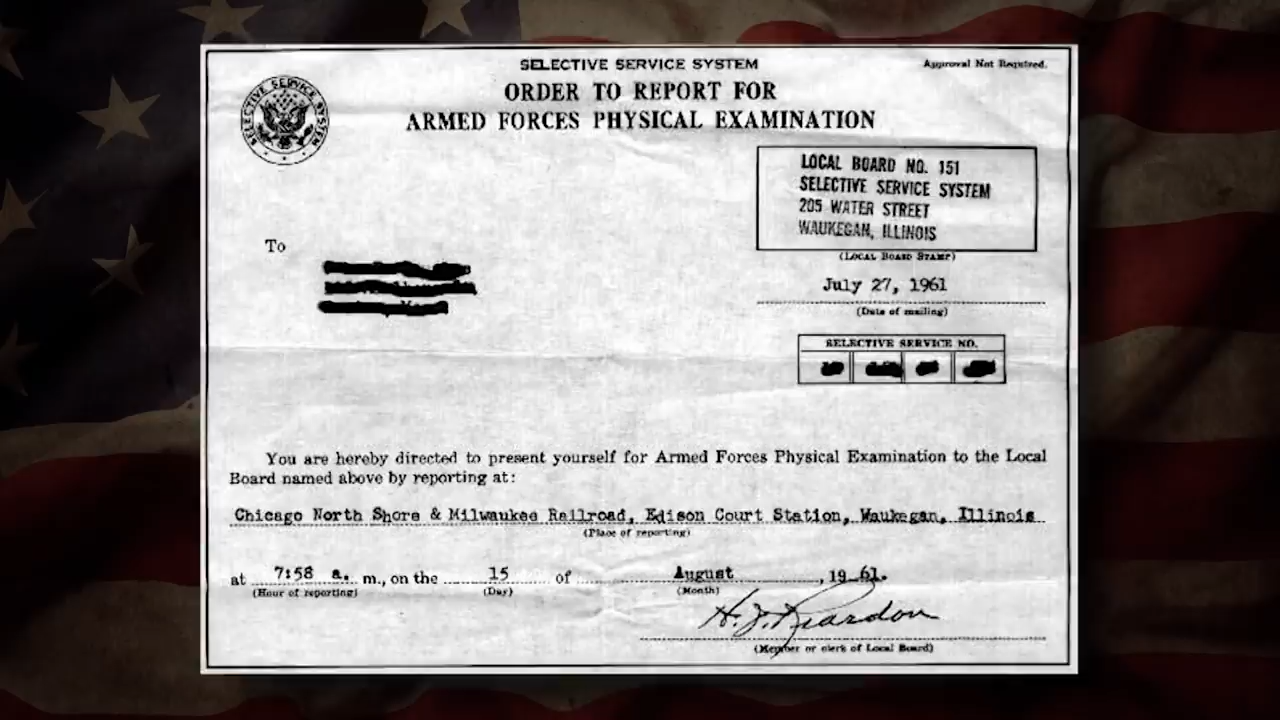 SELECTIVE SERVICE SYSTEM
Approval Not Required.
ORDER TO REPORT FOR
ARMED FORCES PHYSICAL EXAMINATION
SELECTIVE SERVICE SYSTEM
LOCAL BOARD NO. 151
SELECTIVE SERVICE SYSTEM
205 WATER STREET
WAUKEGAN, ILLINOIS
(LOCAL BOARD STAMP)
To
July 27, 1961
(Date of mailing)
SELECTIVE SERVICE NO.
You are hereby directed to present yourself for Armed Forces Physical Examination to the Local
Board named above by reporting at:
Chicago North Shore & Milwaukee Railroad, Edison Court Station, Waukegan, Illinois
(Place of reporting)
at 7:58 a. m., on the 15 of August, 19 61.
(Hour of reporting) (Day) (Month)
H. J. Reardon
(Member or clerk of Local Board)